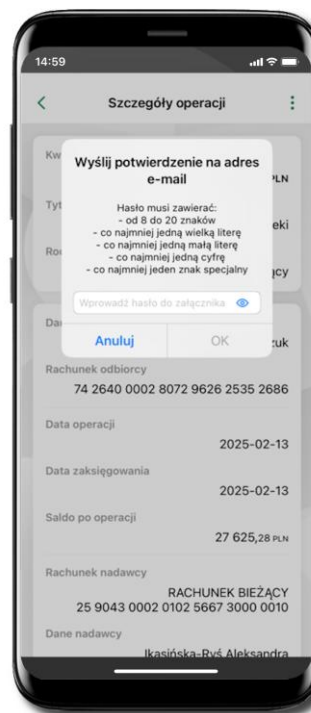 14:59
Szczegóły operacji
Wyślij potwierdzenie na adres
e-mail
PLN
Hasło musi zawierać:
- od 8 do 20 znaków
- co najmniej jedną wielką literę
- co najmniej jedną małą literę
- co najmniej jedną cyfrę
- co najmniej jeden znak specjalny
Wprowadź hasło do załącznika
Anuluj OK
Rachunek odbiorcy
74 2640 0002 8072 9626 2535 2686
Data operacji
2025-02-13
Data zaksięgowania
2025-02-13
Saldo po operacji
27 625,28 PLN
Rachunek nadawcy
RACHUNEK BIEŻĄCY
25 9043 0002 0102 5667 3000 0010
Dane nadawcy
Ikasińska-Ryś Aleksandra